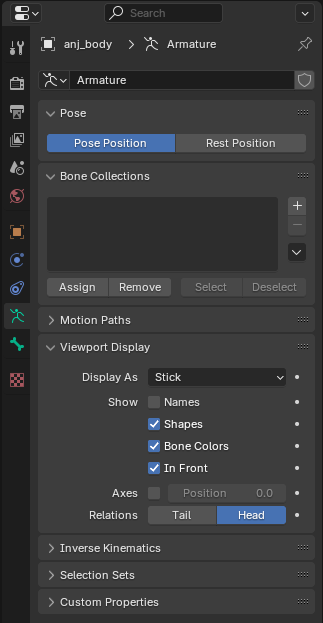 Search
anj_body > Armature
Armature
Pose
Pose Position Rest Position
Bone Collections
Assign Remove Select Deselect
Motion Paths
Viewport Display
Display As Stick
Show Names
Shapes
Bone Colors
In Front
Axes Position 0.0
Relations Tail Head
Inverse Kinematics
Selection Sets
Custom Properties